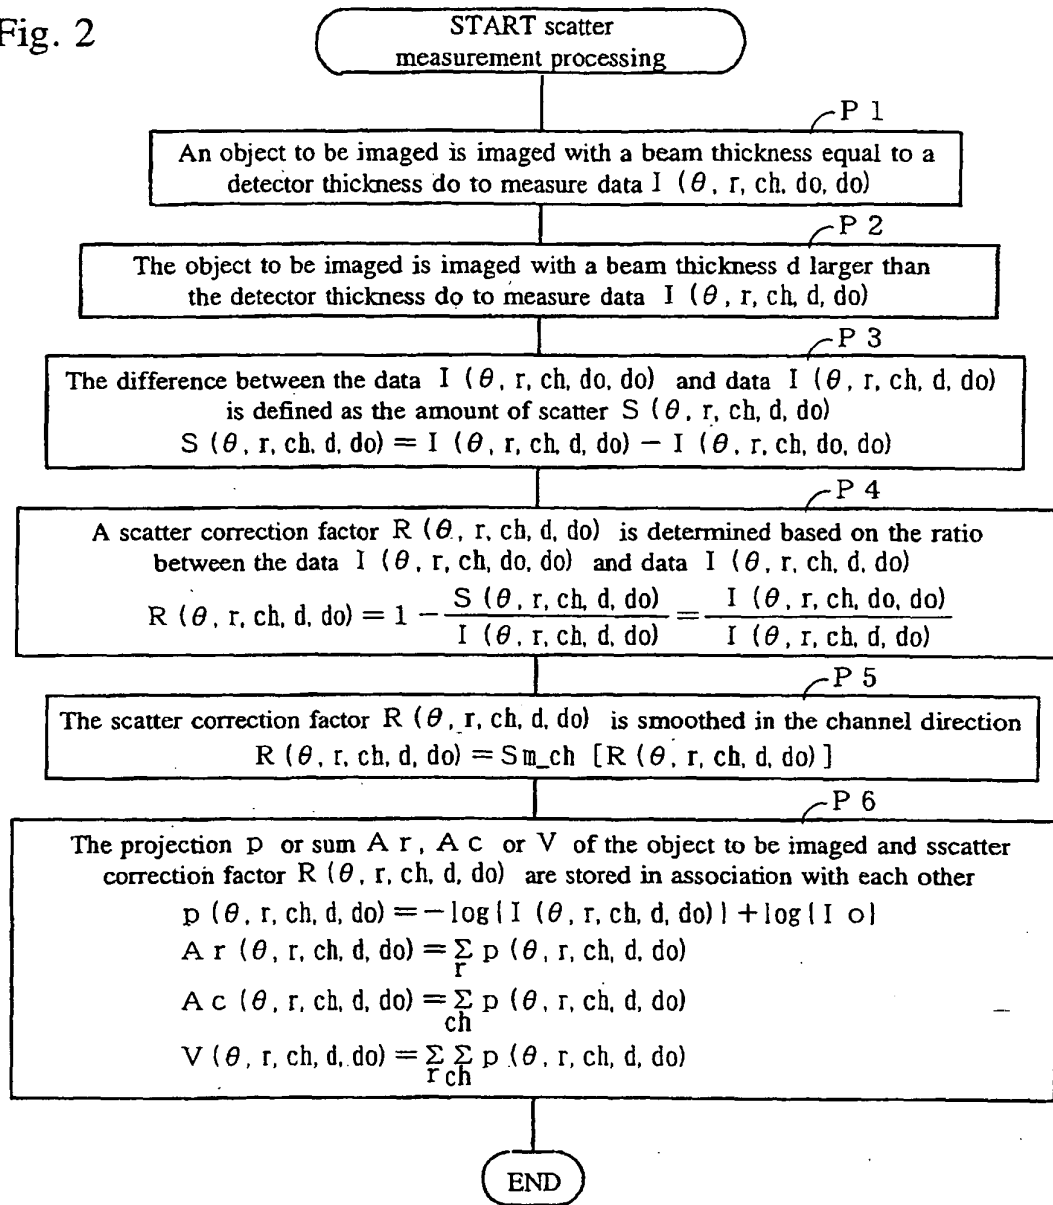 Fig. 2
START scatter
measurement processing
P 1
An object to be imaged is imaged with a beam thickness equal to a
detector thickness do to measure data I (θ, r, ch, do, do)
P 2
The object to be imaged is imaged with a beam thickness d larger than
the detector thickness do to measure data I (θ, r, ch, d, do)
P 3
The difference between the data I (θ, r, ch, do, do) and data I (θ, r, ch, d, do)
is defined as the amount of scatter S (θ, r, ch, d, do)
S (θ, r, ch, d, do) = I (θ, r, ch, d, do) − I (θ, r, ch, do, do)
P 4
A scatter correction factor R (θ, r, ch, d, do) is determined based on the ratio
between the data I (θ, r, ch, do, do) and data I (θ, r, ch, d, do)
R (θ, r, ch, d, do) = 1 − S (θ, r, ch, d, do) / I (θ, r, ch, d, do) = I (θ, r, ch, do, do) / I (θ, r, ch, d, do)
P 5
The scatter correction factor R (θ, r, ch, d, do) is smoothed in the channel direction
R (θ, r, ch, d, do) = Sm_ch [R (θ, r, ch, d, do)]
P 6
The projection p or sum A r, A c or V of the object to be imaged and sscatter
correction factor R (θ, r, ch, d, do) are stored in association with each other
p (θ, r, ch, d, do) = −log{I (θ, r, ch, d, do)} + log{I o}
A r (θ, r, ch, d, do) = Σ r p (θ, r, ch, d, do)
A c (θ, r, ch, d, do) = Σ ch p (θ, r, ch, d, do)
V (θ, r, ch, d, do) = Σ r Σ ch p (θ, r, ch, d, do)
END